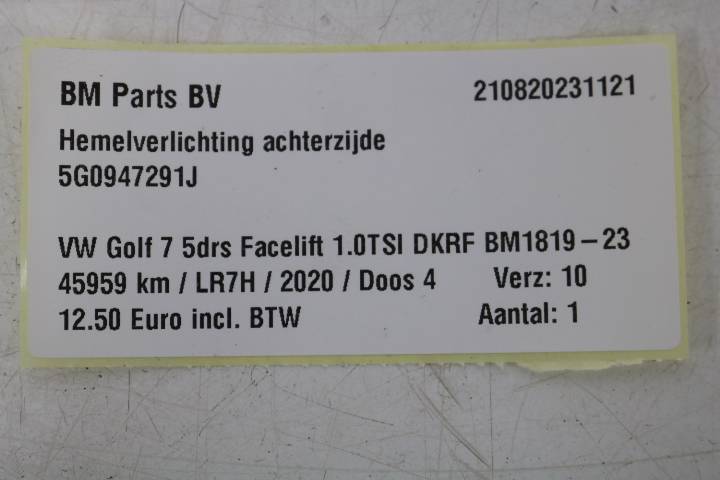 BM Parts BV 210820231121
Hemelverlichting achterzijde
5G0947291J
VW Golf 7 5drs Facelift 1.0TSI DKRF BM1819-23
45959 km / LR7H / 2020 / Doos 4 Verz: 10
12.50 Euro incl. BTW Aantal: 1